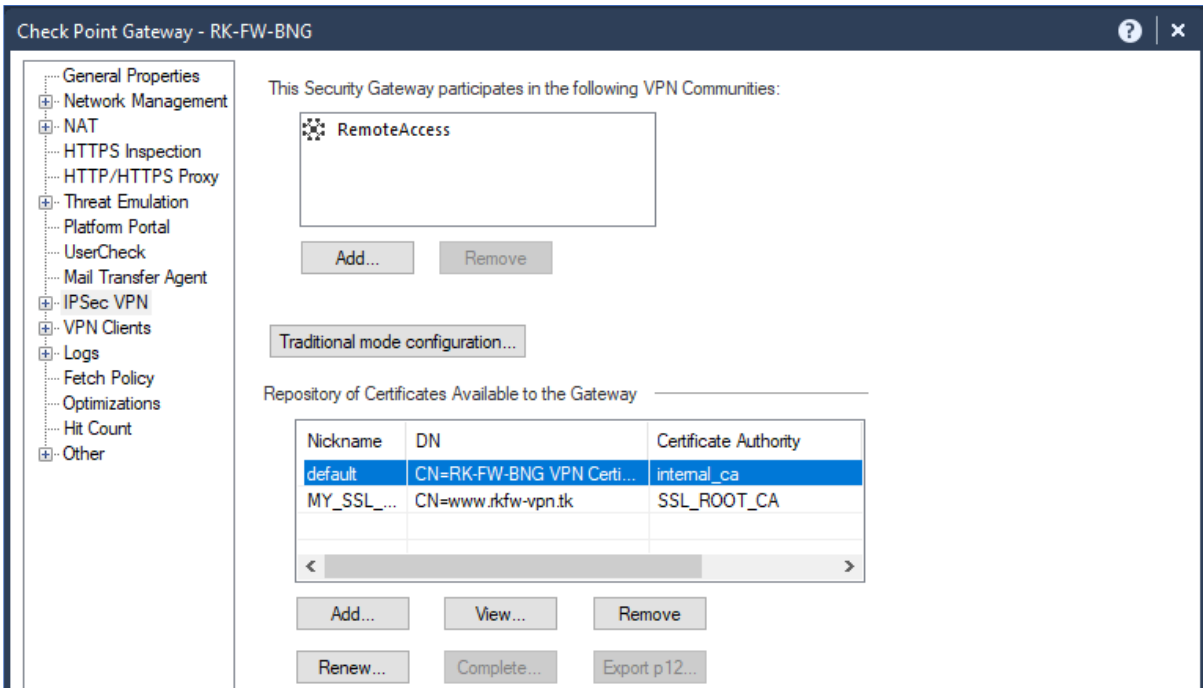 Check Point Gateway - RK-FW-BNG
General Properties
Network Management
NAT
HTTPS Inspection
HTTP/HTTPS Proxy
Threat Emulation
Platform Portal
UserCheck
Mail Transfer Agent
IPSec VPN
VPN Clients
Logs
Fetch Policy
Optimizations
Hit Count
Other
This Security Gateway participates in the following VPN Communities:
RemoteAccess
Add... Remove
Traditional mode configuration...
Repository of Certificates Available to the Gateway
Nickname DN Certificate Authority
default CN=RK-FW-BNG VPN Certi... internal_ca
MY_SSL_... CN=www.rkfw-vpn.tk SSL_ROOT_CA
Add... View... Remove
Renew... Complete... Export p12...